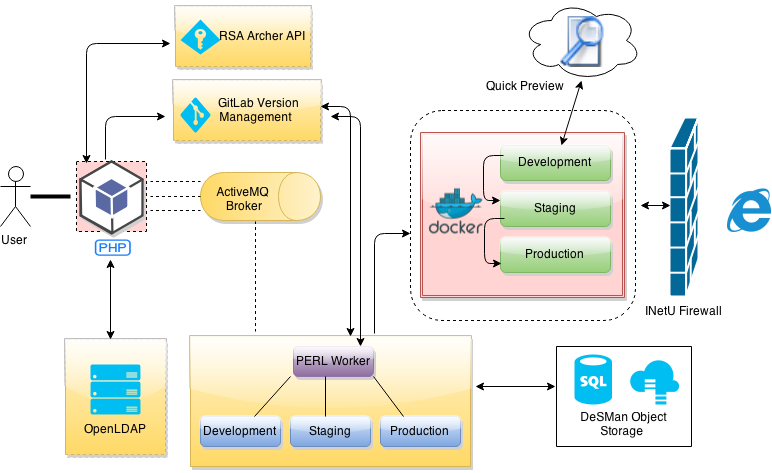 RSA Archer API
GitLab Version
Management
Quick Preview
User
PHP
ActiveMQ
Broker
docker
Development
Staging
Production
INetU Firewall
OpenLDAP
PERL Worker
Development
Staging
Production
SQL
DeSMan Object
Storage